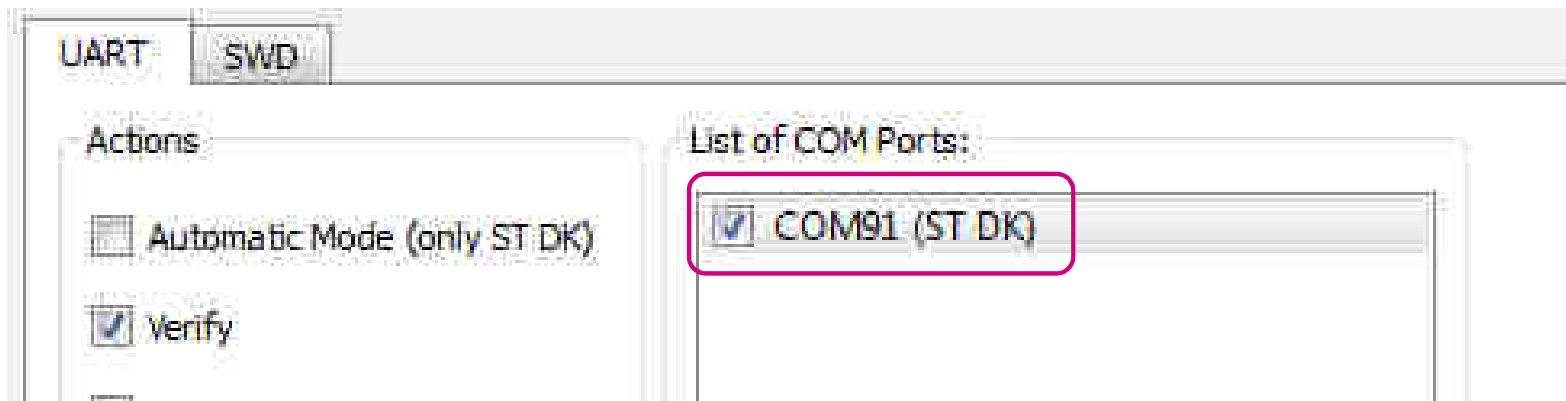 UART SWD
Actions
Automatic Mode (only ST DK)
Verify
List of COM Ports:
COM91 (ST DK)